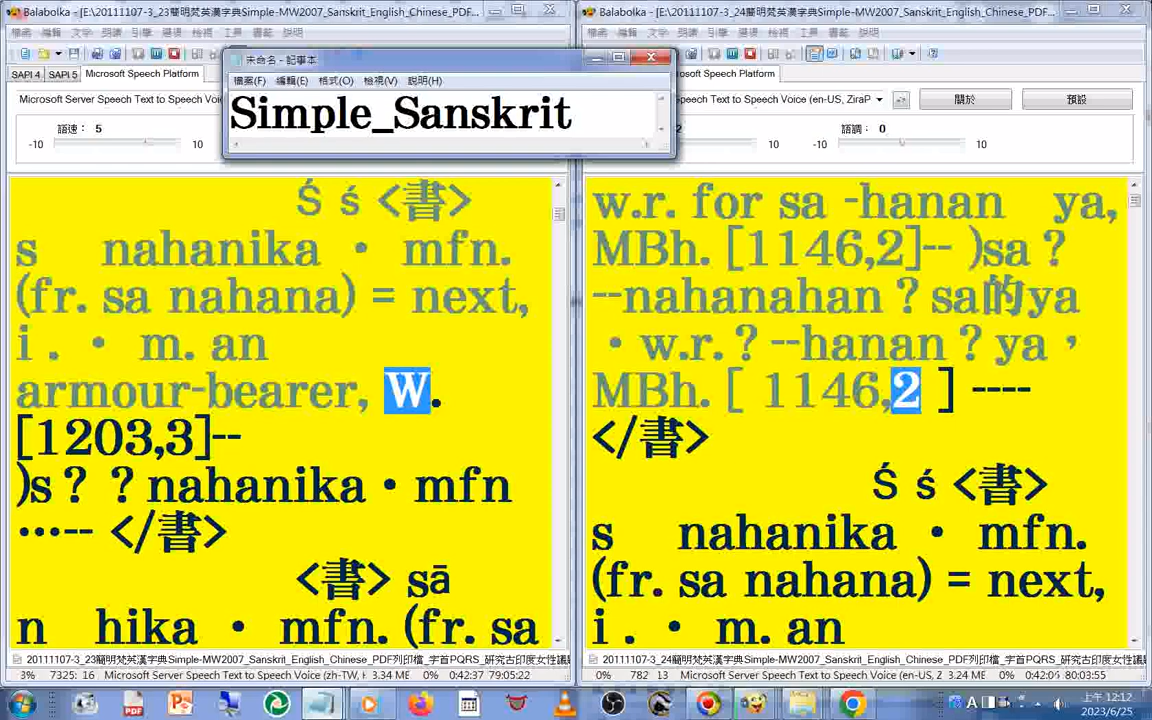 Balabolka - [E:\20111107-3_23簡明梵英漢字典Simple-MW2007_Sanskrit_English_Chinese_PDF...
Balabolka - [E:\20111107-3_24簡明梵英漢字典Simple-MW2007_Sanskrit_English_Chinese_PDF...
未命名 - 記事本
檔案(F) 編輯(E) 格式(O) 檢視(V) 說明(H)
Simple_Sanskrit
SAPI 4 SAPI 5 Microsoft Speech Platform
Speech Platform
Microsoft Server Speech Text to Speech Voi
Speech Text to Speech Voice (en-US, ZiraP
關於 預設
語速： 5
-10 10
2 語調： 0
10 -10 10
Ś ś <書>
s nahanika • mfn.
(fr. sa nahana) = next,
i . • m. an
armour-bearer, W.
[1203,3]--
)s？？nahanika • mfn
…-- </書>
<書> sā
n hika • mfn. (fr. sa
w.r. for sa -hanan ya,
MBh. [1146,2]-- )sa？
--nahanahan？sa的ya
• w.r.？--hanan？ya，
MBh. [ 1146,2 ] ----
</書>
Ś ś <書>
s nahanika • mfn.
(fr. sa nahana) = next,
i . • m. an
20111107-3_23簡明梵英漢字典Simple-MW2007_Sanskrit_English_Chinese_PDF列印檔_字首PQRS_研究古印度女性議
20111107-3_24簡明梵英漢字典Simple-MW2007_Sanskrit_English_Chinese_PDF列印檔_字首PQRS_研究古印度女性議
3% 7325: 16 Microsoft Server Speech Text to Speech Voice (zh-TW, H 3.34 ME 0% 0:42:37 79:05:22
0% 782 13 Microsoft Server Speech Text to Speech Voice (en-US, Z 3.24 ME 0% 80:03:55
上午 12:12
2023/6/25